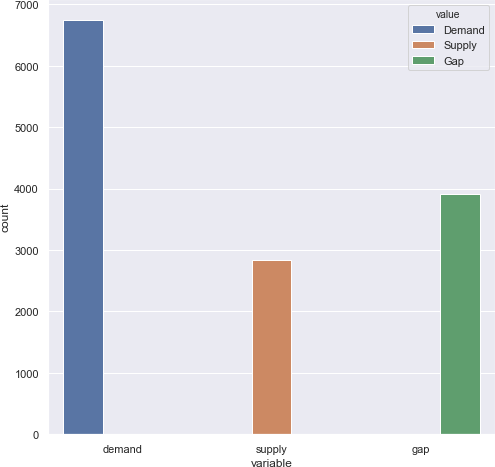 7000
value
Demand
6000
Supply
Gap
5000
4000
count
3000
2000
1000
0
demand
supply
gap
variable